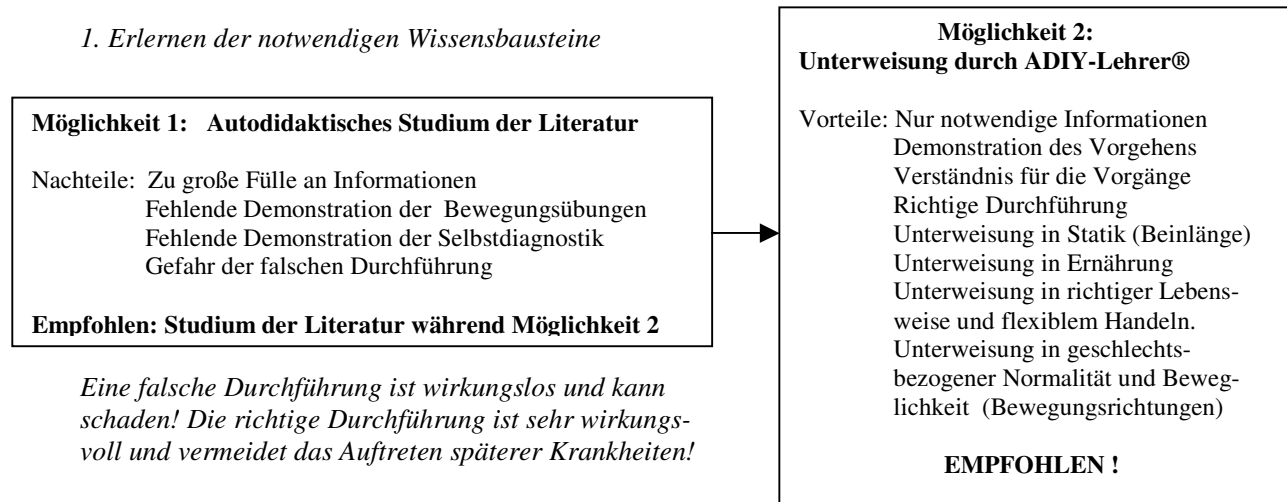 1. Erlernen der notwendigen Wissensbausteine
Möglichkeit 1: Autodidaktisches Studium der Literatur
Nachteile: Zu große Fülle an Informationen
Fehlende Demonstration der Bewegungsübungen
Fehlende Demonstration der Selbstdiagnostik
Gefahr der falschen Durchführung
Empfohlen: Studium der Literatur während Möglichkeit 2
Eine falsche Durchführung ist wirkungslos und kann
schaden! Die richtige Durchführung ist sehr wirkungs-
voll und vermeidet das Auftreten späterer Krankheiten!
Möglichkeit 2:
Unterweisung durch ADIY-Lehrer®
Vorteile: Nur notwendige Informationen
Demonstration des Vorgehens
Verständnis für die Vorgänge
Richtige Durchführung
Unterweisung in Statik (Beinlänge)
Unterweisung in Ernährung
Unterweisung in richtiger Lebens-
weise und flexiblem Handeln.
Unterweisung in geschlechts-
bezogener Normalität und Beweg-
lichkeit (Bewegungsrichtungen)
EMPFOHLEN !